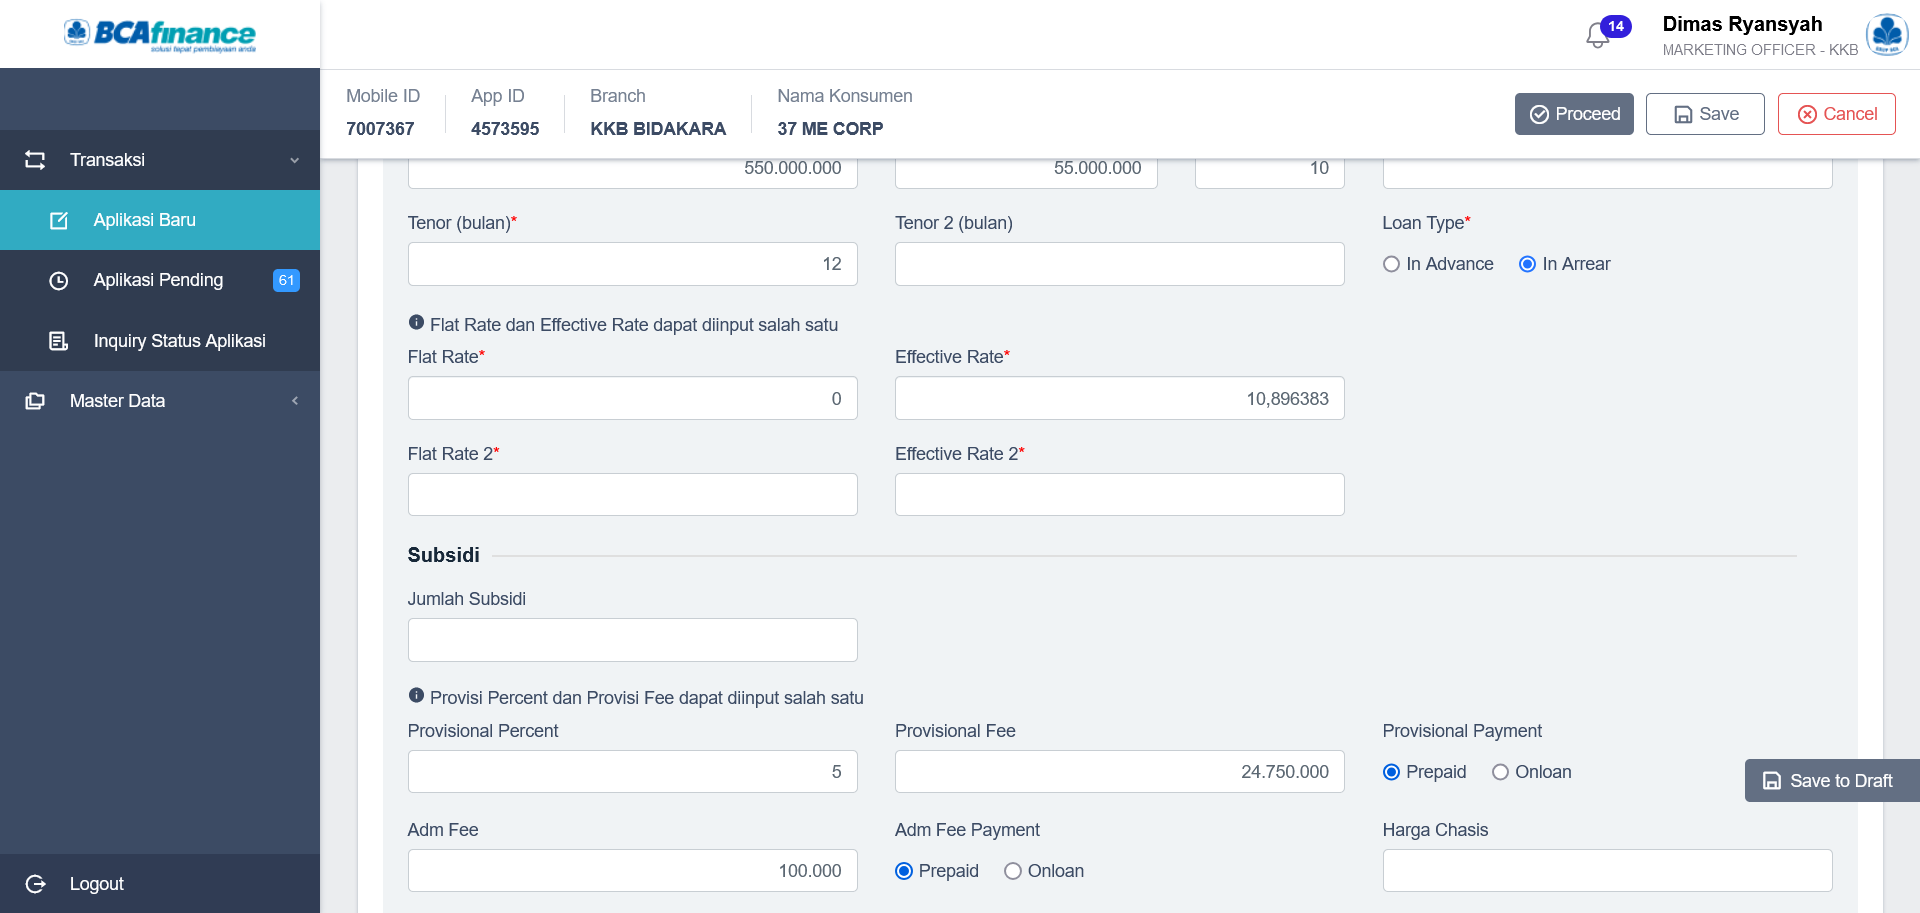 BCAfinance
solusi tepat pembiayaan anda
14
Dimas Ryansyah
MARKETING OFFICER - KKB
Mobile ID
7007367
App ID
4573595
Branch
KKB BIDAKARA
Nama Konsumen
37 ME CORP
Proceed
Save
Cancel
Transaksi
Aplikasi Baru
Aplikasi Pending
61
Inquiry Status Aplikasi
Master Data
Logout
550.000.000
55.000.000
10
Tenor (bulan)*
12
Tenor 2 (bulan)
Loan Type*
In Advance
In Arrear
Flat Rate dan Effective Rate dapat diinput salah satu
Flat Rate*
0
Effective Rate*
10,896383
Flat Rate 2*
Effective Rate 2*
Subsidi
Jumlah Subsidi
Provisi Percent dan Provisi Fee dapat diinput salah satu
Provisional Percent
5
Provisional Fee
24.750.000
Provisional Payment
Prepaid
Onloan
Save to Draft
Adm Fee
100.000
Adm Fee Payment
Prepaid
Onloan
Harga Chasis